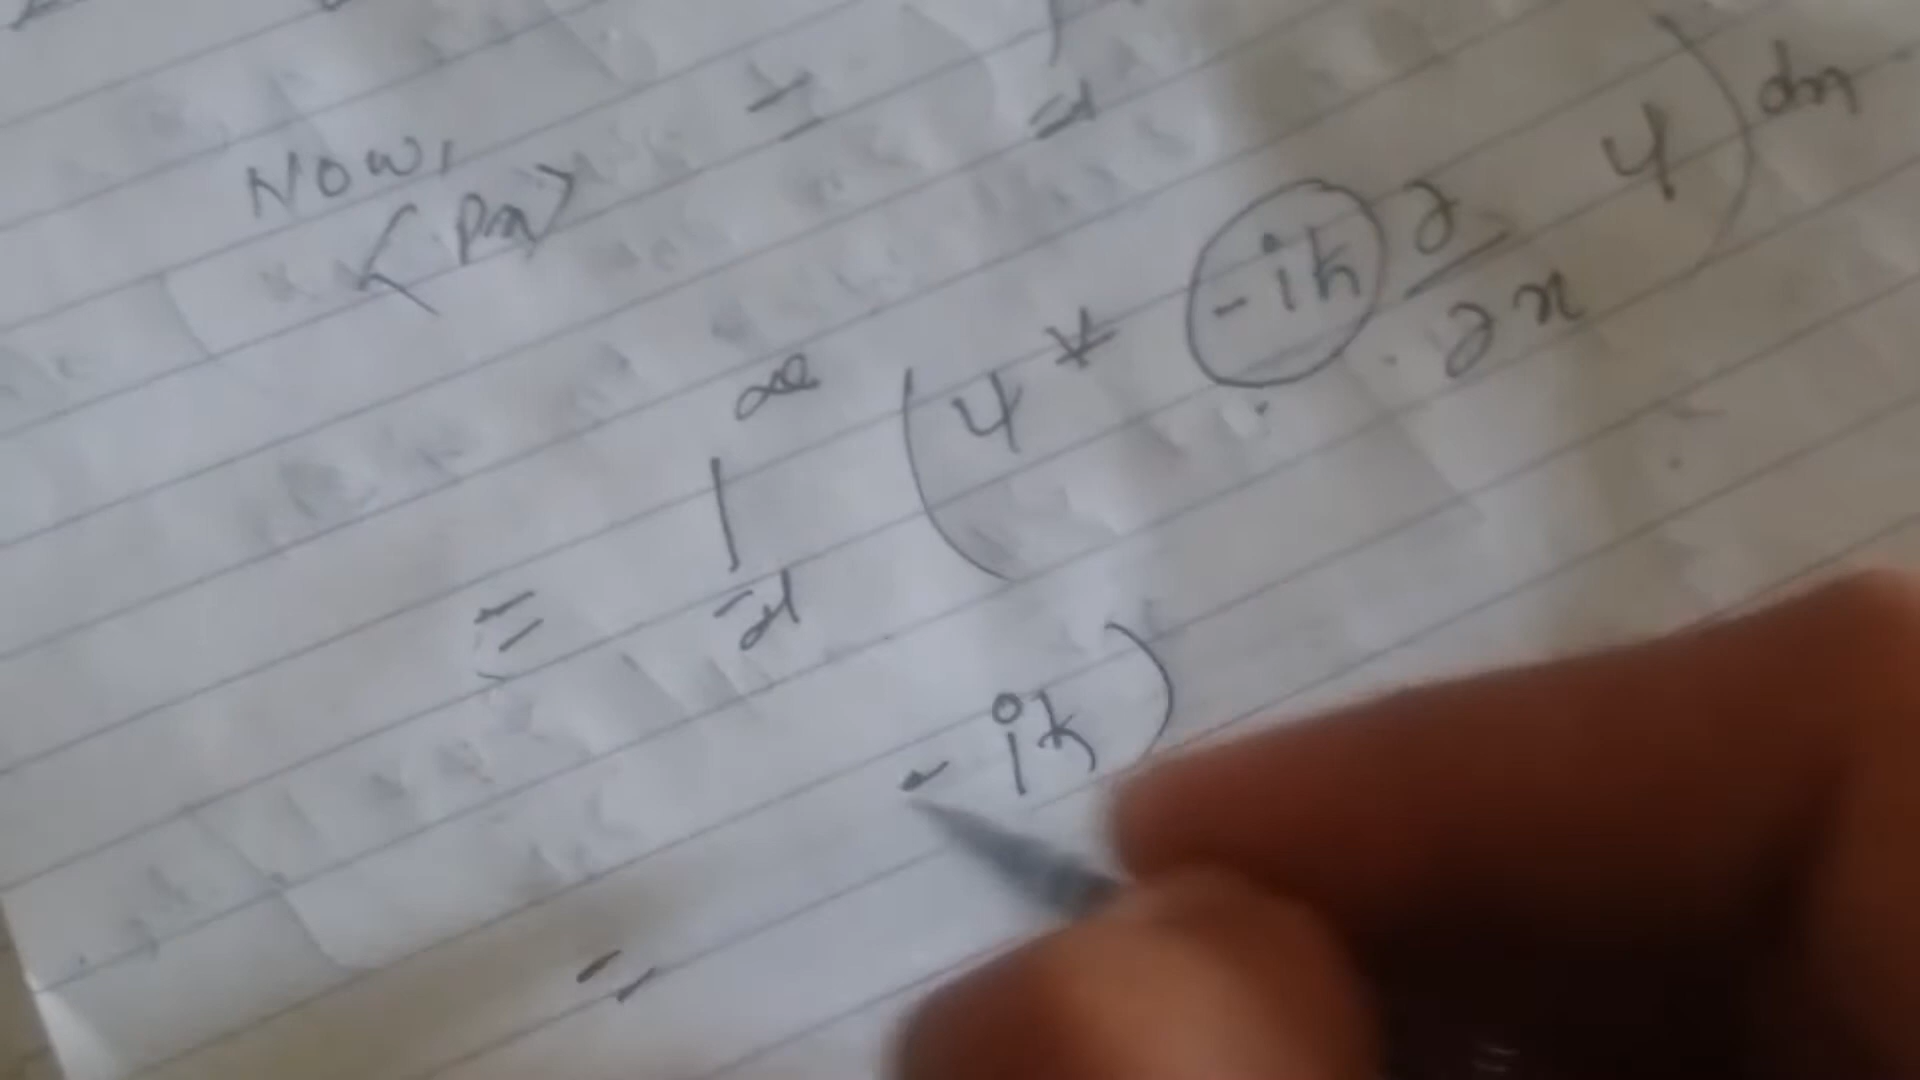 Now,
<Px> =
= ∫ ∞ -∞ (ψ* -iħ ∂/∂x ψ) dx
= -iħ)